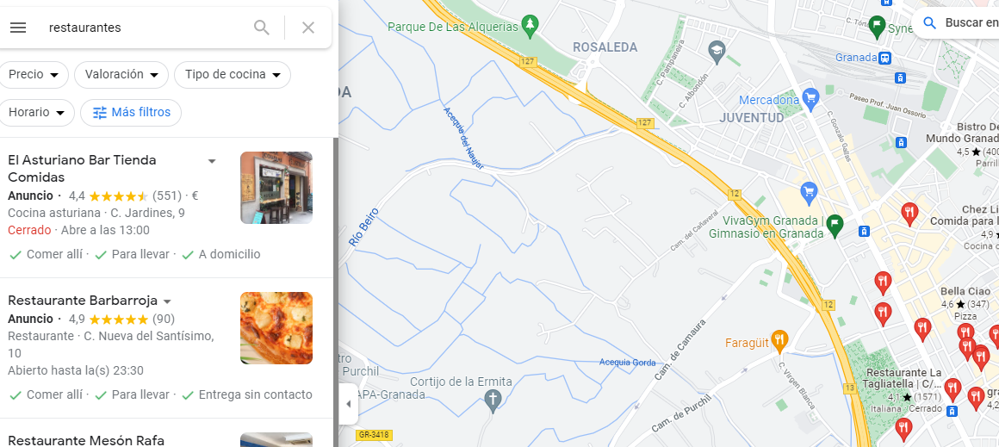 restaurantes
Precio
Valoración
Tipo de cocina
Horario
Más filtros
El Asturiano Bar Tienda
Comidas
Anuncio · 4,4 (551) · €
Cocina asturiana · C. Jardines, 9
Cerrado · Abre a las 13:00
Comer allí · Para llevar · A domicilio
Restaurante Barbarroja
Anuncio · 4,9 (90)
Restaurante · C. Nueva del Santísimo,
10
Abierto hasta la(s) 23:30
Comer allí · Para llevar · Entrega sin contacto
Restaurante Mesón Rafa
Parque De Las Alquerias
ROSALEDA
127
DA
Acequia del Naujar
Río Beiro
C. Pampaneira
C. Albondón
Mercadona
JUVENTUD
Granada
Buscar en
Paseo Prof. Juan Ossorio
C. Gonzalo Gallas
127
Bistro De
Mundo Granad
4,5 (400
Parrill
12
VivaGym Granada |
Gimnasio en Granada
Cam. del Cañaveral
Chez Li
Comida para l
4,9
Cocina c
Bella Ciao
4,6 (347)
Pizza
12
Faragüit
Cam. de Camaura
Acequia Gorda
C. Virgen Blanca
Cam. de Purchil
13
Restaurante La
Tagliatella | C/...
4,1 (1571)
Italiana Cerrado
gra
4,2
tro
Purchil
APA-Granada
Cortijo de la Ermita
GR-3418